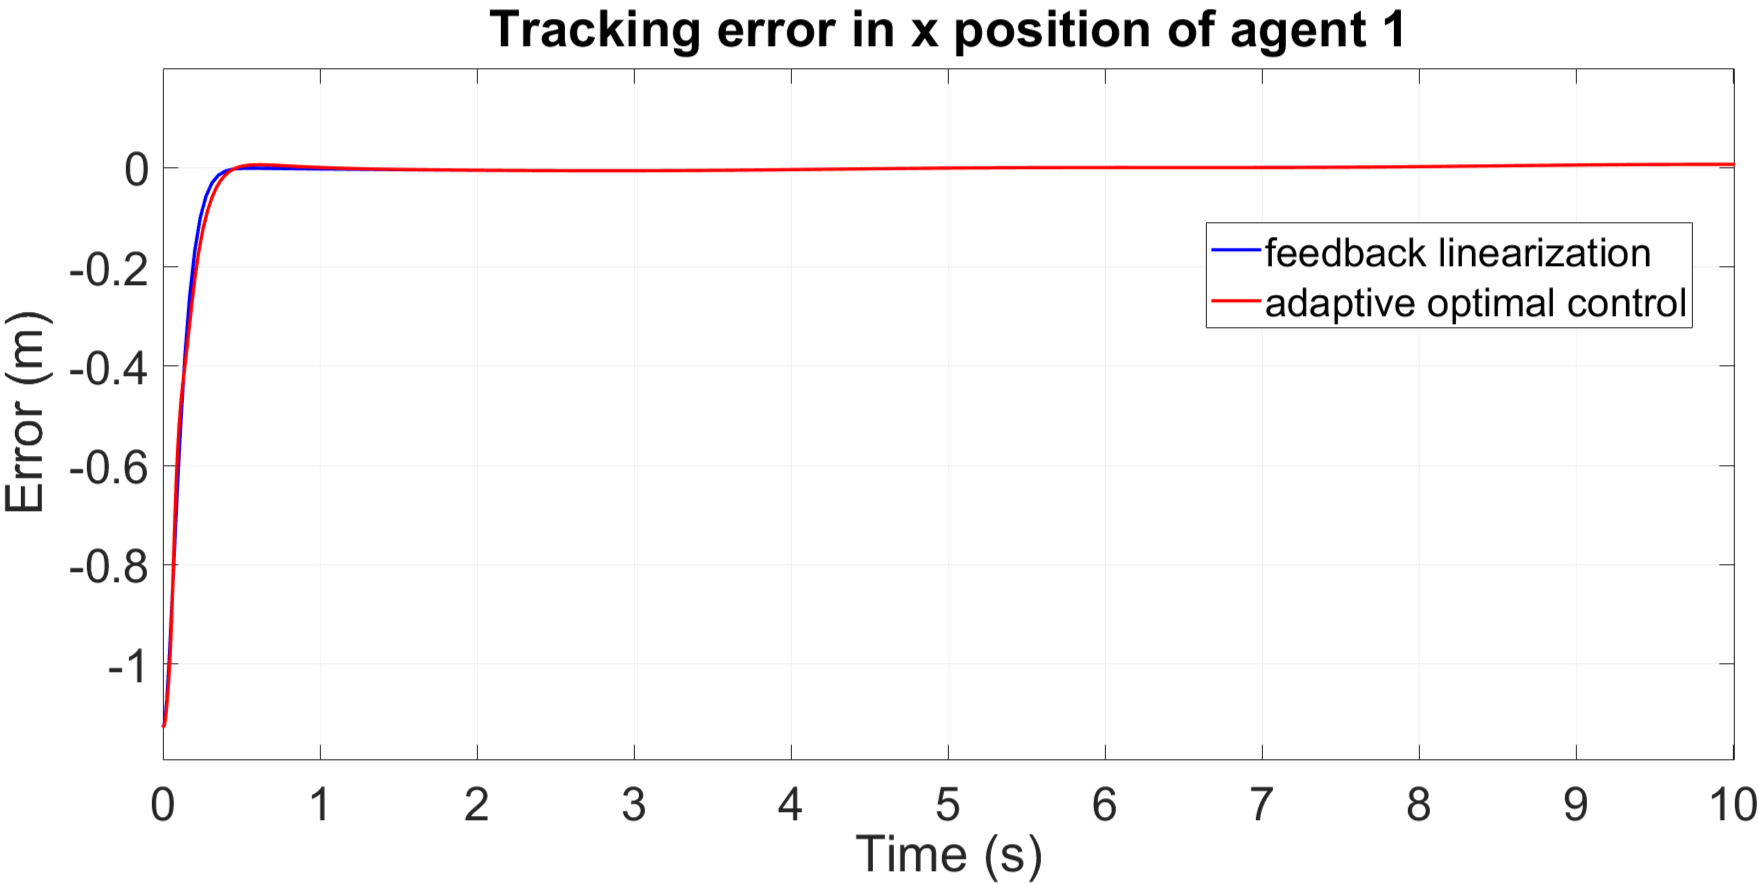 Tracking error in x position of agent 1
0
-0.2
-0.4
-0.6
-0.8
-1
Error (m)
feedback linearization
adaptive optimal control
0 1 2 3 4 5 6 7 8 9 10
Time (s)